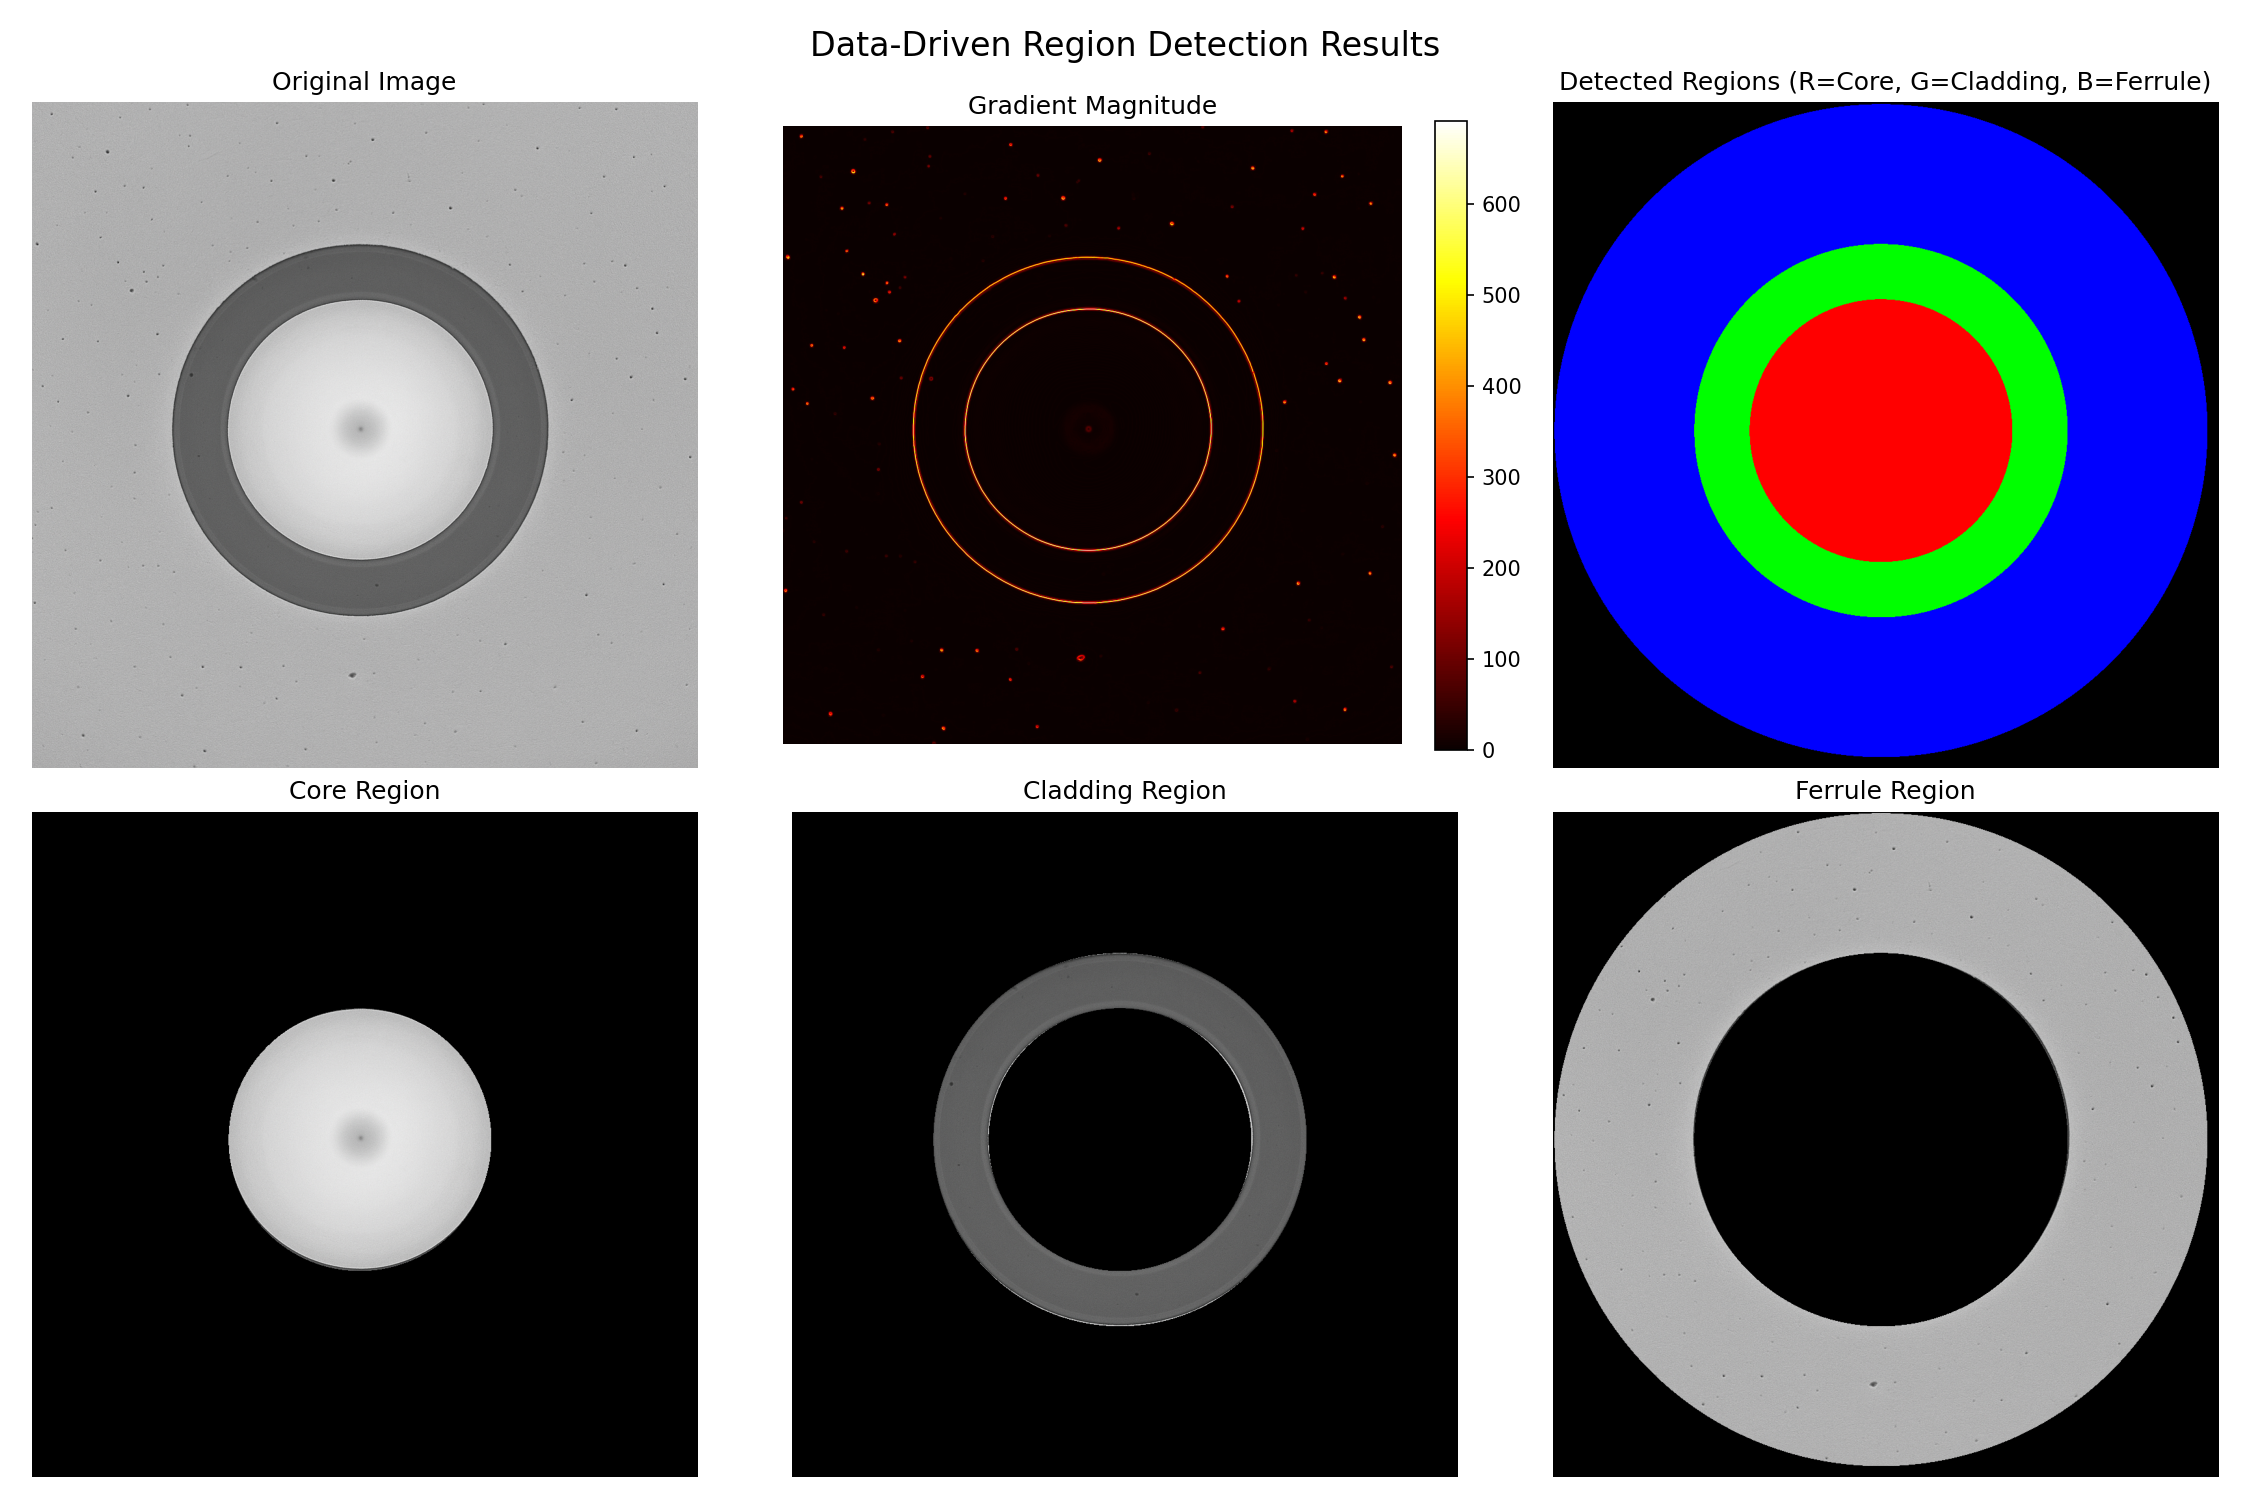 Data-Driven Region Detection Results
Original Image
Gradient Magnitude
Detected Regions (R=Core, G=Cladding, B=Ferrule)
600
500
400
300
200
100
0
Core Region
Cladding Region
Ferrule Region